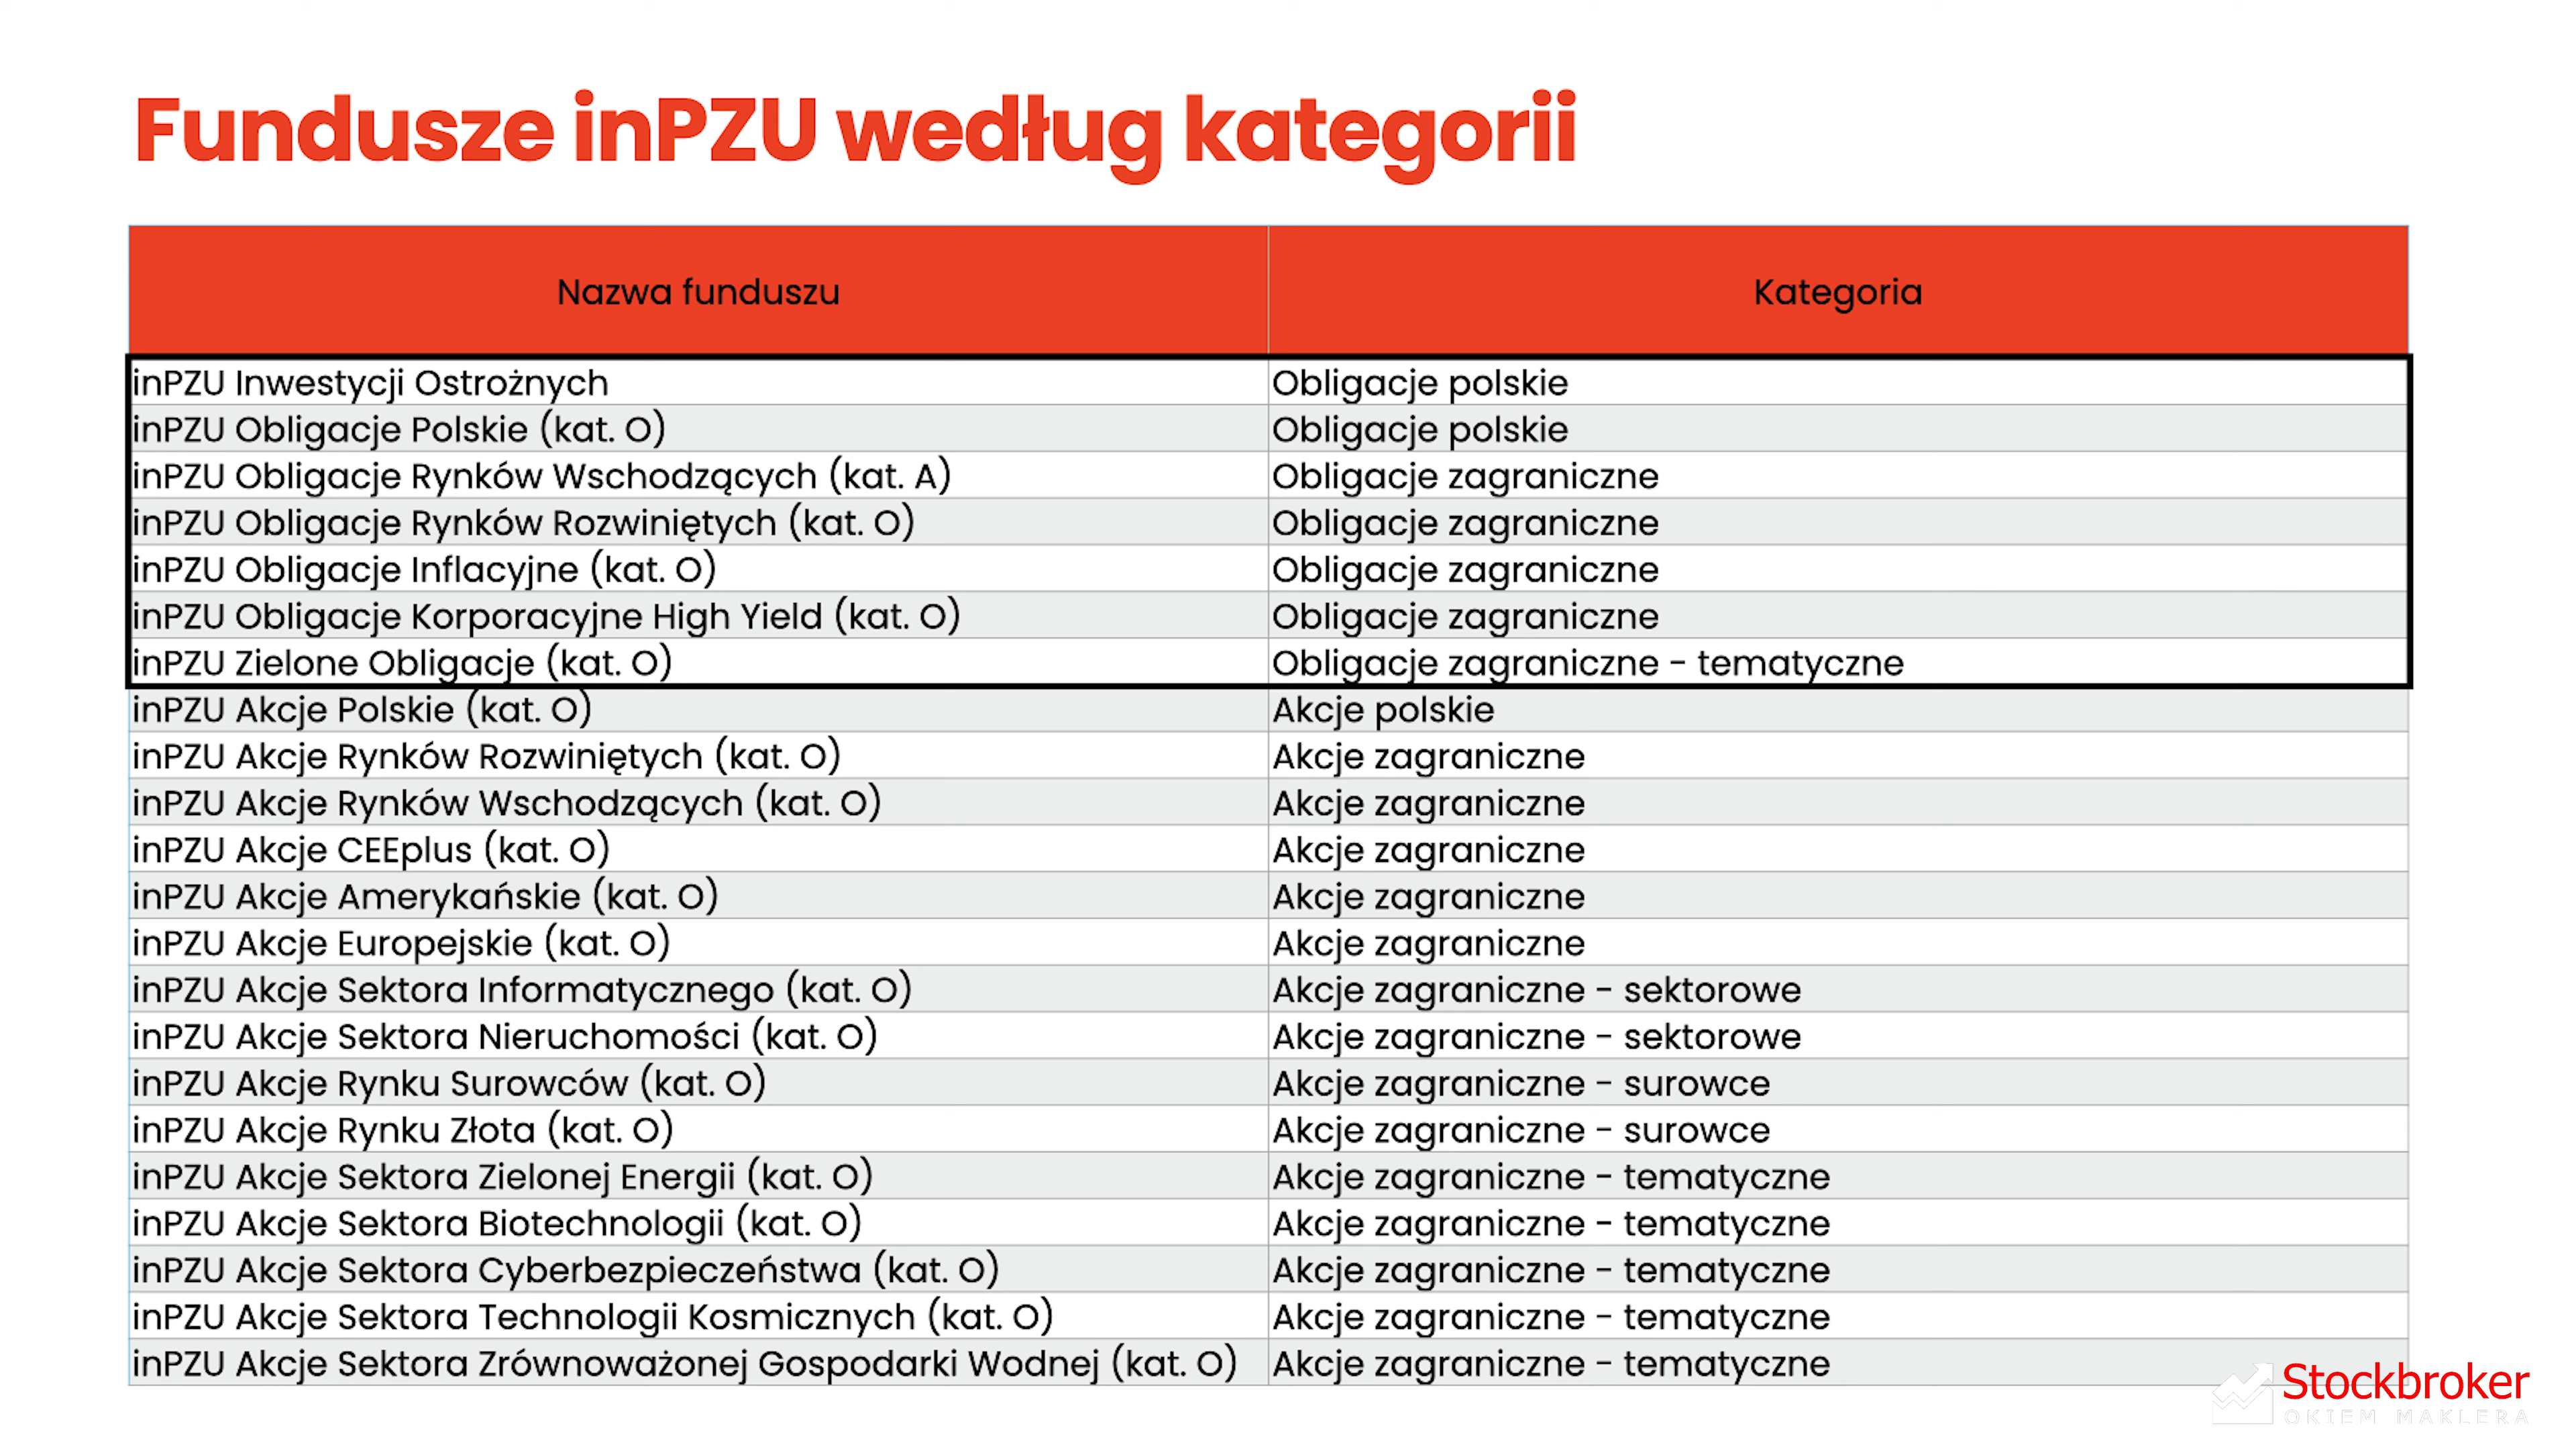 Fundusze inPZU według kategorii
Nazwa funduszu Kategoria
inPZU Inwestycji Ostrożnych Obligacje polskie
inPZU Obligacje Polskie (kat. O) Obligacje polskie
inPZU Obligacje Rynków Wschodzących (kat. A) Obligacje zagraniczne
inPZU Obligacje Rynków Rozwiniętych (kat. O) Obligacje zagraniczne
inPZU Obligacje Inflacyjne (kat. O) Obligacje zagraniczne
inPZU Obligacje Korporacyjne High Yield (kat. O) Obligacje zagraniczne
inPZU Zielone Obligacje (kat. O) Obligacje zagraniczne - tematyczne
inPZU Akcje Polskie (kat. O) Akcje polskie
inPZU Akcje Rynków Rozwiniętych (kat. O) Akcje zagraniczne
inPZU Akcje Rynków Wschodzących (kat. O) Akcje zagraniczne
inPZU Akcje CEEplus (kat. O) Akcje zagraniczne
inPZU Akcje Amerykańskie (kat. O) Akcje zagraniczne
inPZU Akcje Europejskie (kat. O) Akcje zagraniczne
inPZU Akcje Sektora Informatycznego (kat. O) Akcje zagraniczne - sektorowe
inPZU Akcje Sektora Nieruchomości (kat. O) Akcje zagraniczne - sektorowe
inPZU Akcje Rynku Surowców (kat. O) Akcje zagraniczne - surowce
inPZU Akcje Rynku Złota (kat. O) Akcje zagraniczne - surowce
inPZU Akcje Sektora Zielonej Energii (kat. O) Akcje zagraniczne - tematyczne
inPZU Akcje Sektora Biotechnologii (kat. O) Akcje zagraniczne - tematyczne
inPZU Akcje Sektora Cyberbezpieczeństwa (kat. O) Akcje zagraniczne - tematyczne
inPZU Akcje Sektora Technologii Kosmicznych (kat. O) Akcje zagraniczne - tematyczne
inPZU Akcje Sektora Zrównoważonej Gospodarki Wodnej (kat. O) Akcje zagraniczne - tematyczne
Stockbroker
OKIEM MAKLERA